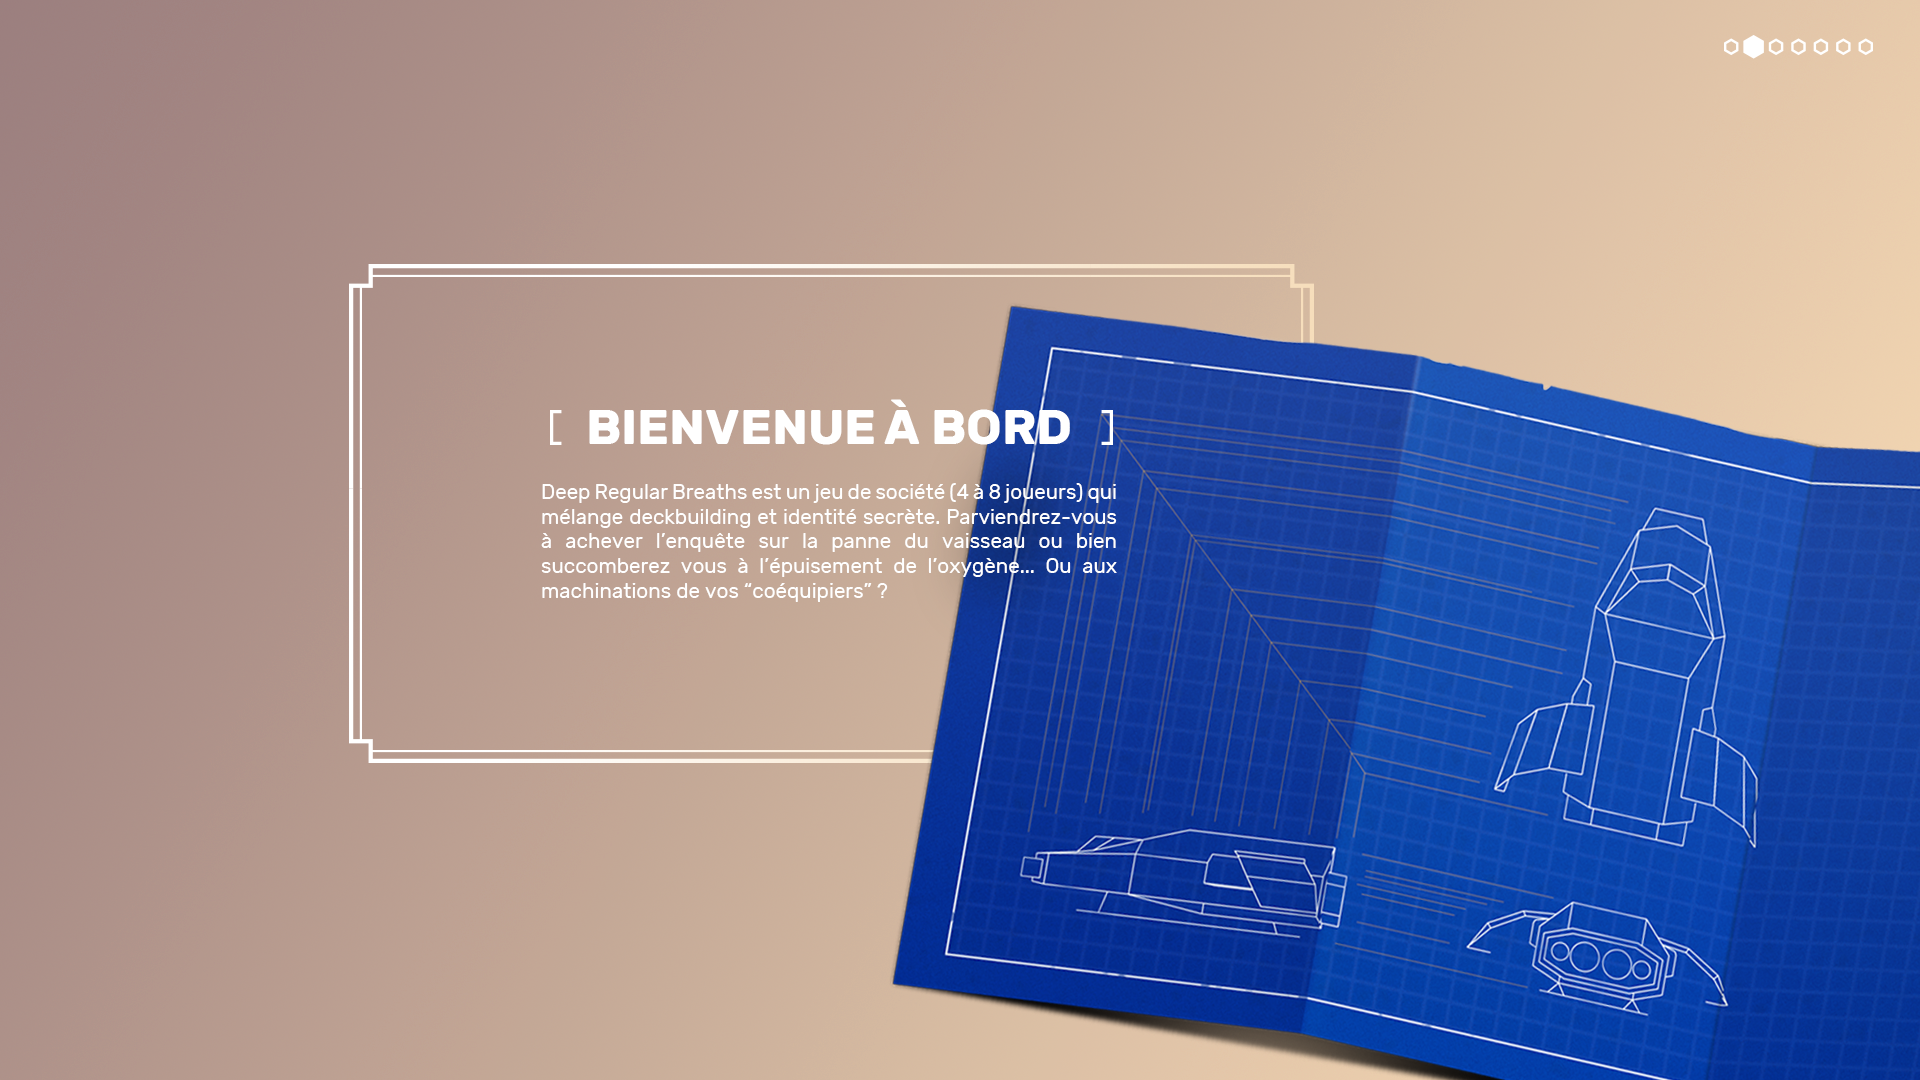 [ BIENVENUE À BORD ]
Deep Regular Breaths est un jeu de société (4 à 8 joueurs) qui
mélange deckbuilding et identité secrète. Parviendrez-vous
à achever l’enquête sur la panne du vaisseau ou bien
succomberez vous à l’épuisement de l’oxygène... Ou aux
machinations de vos “coéquipiers” ?